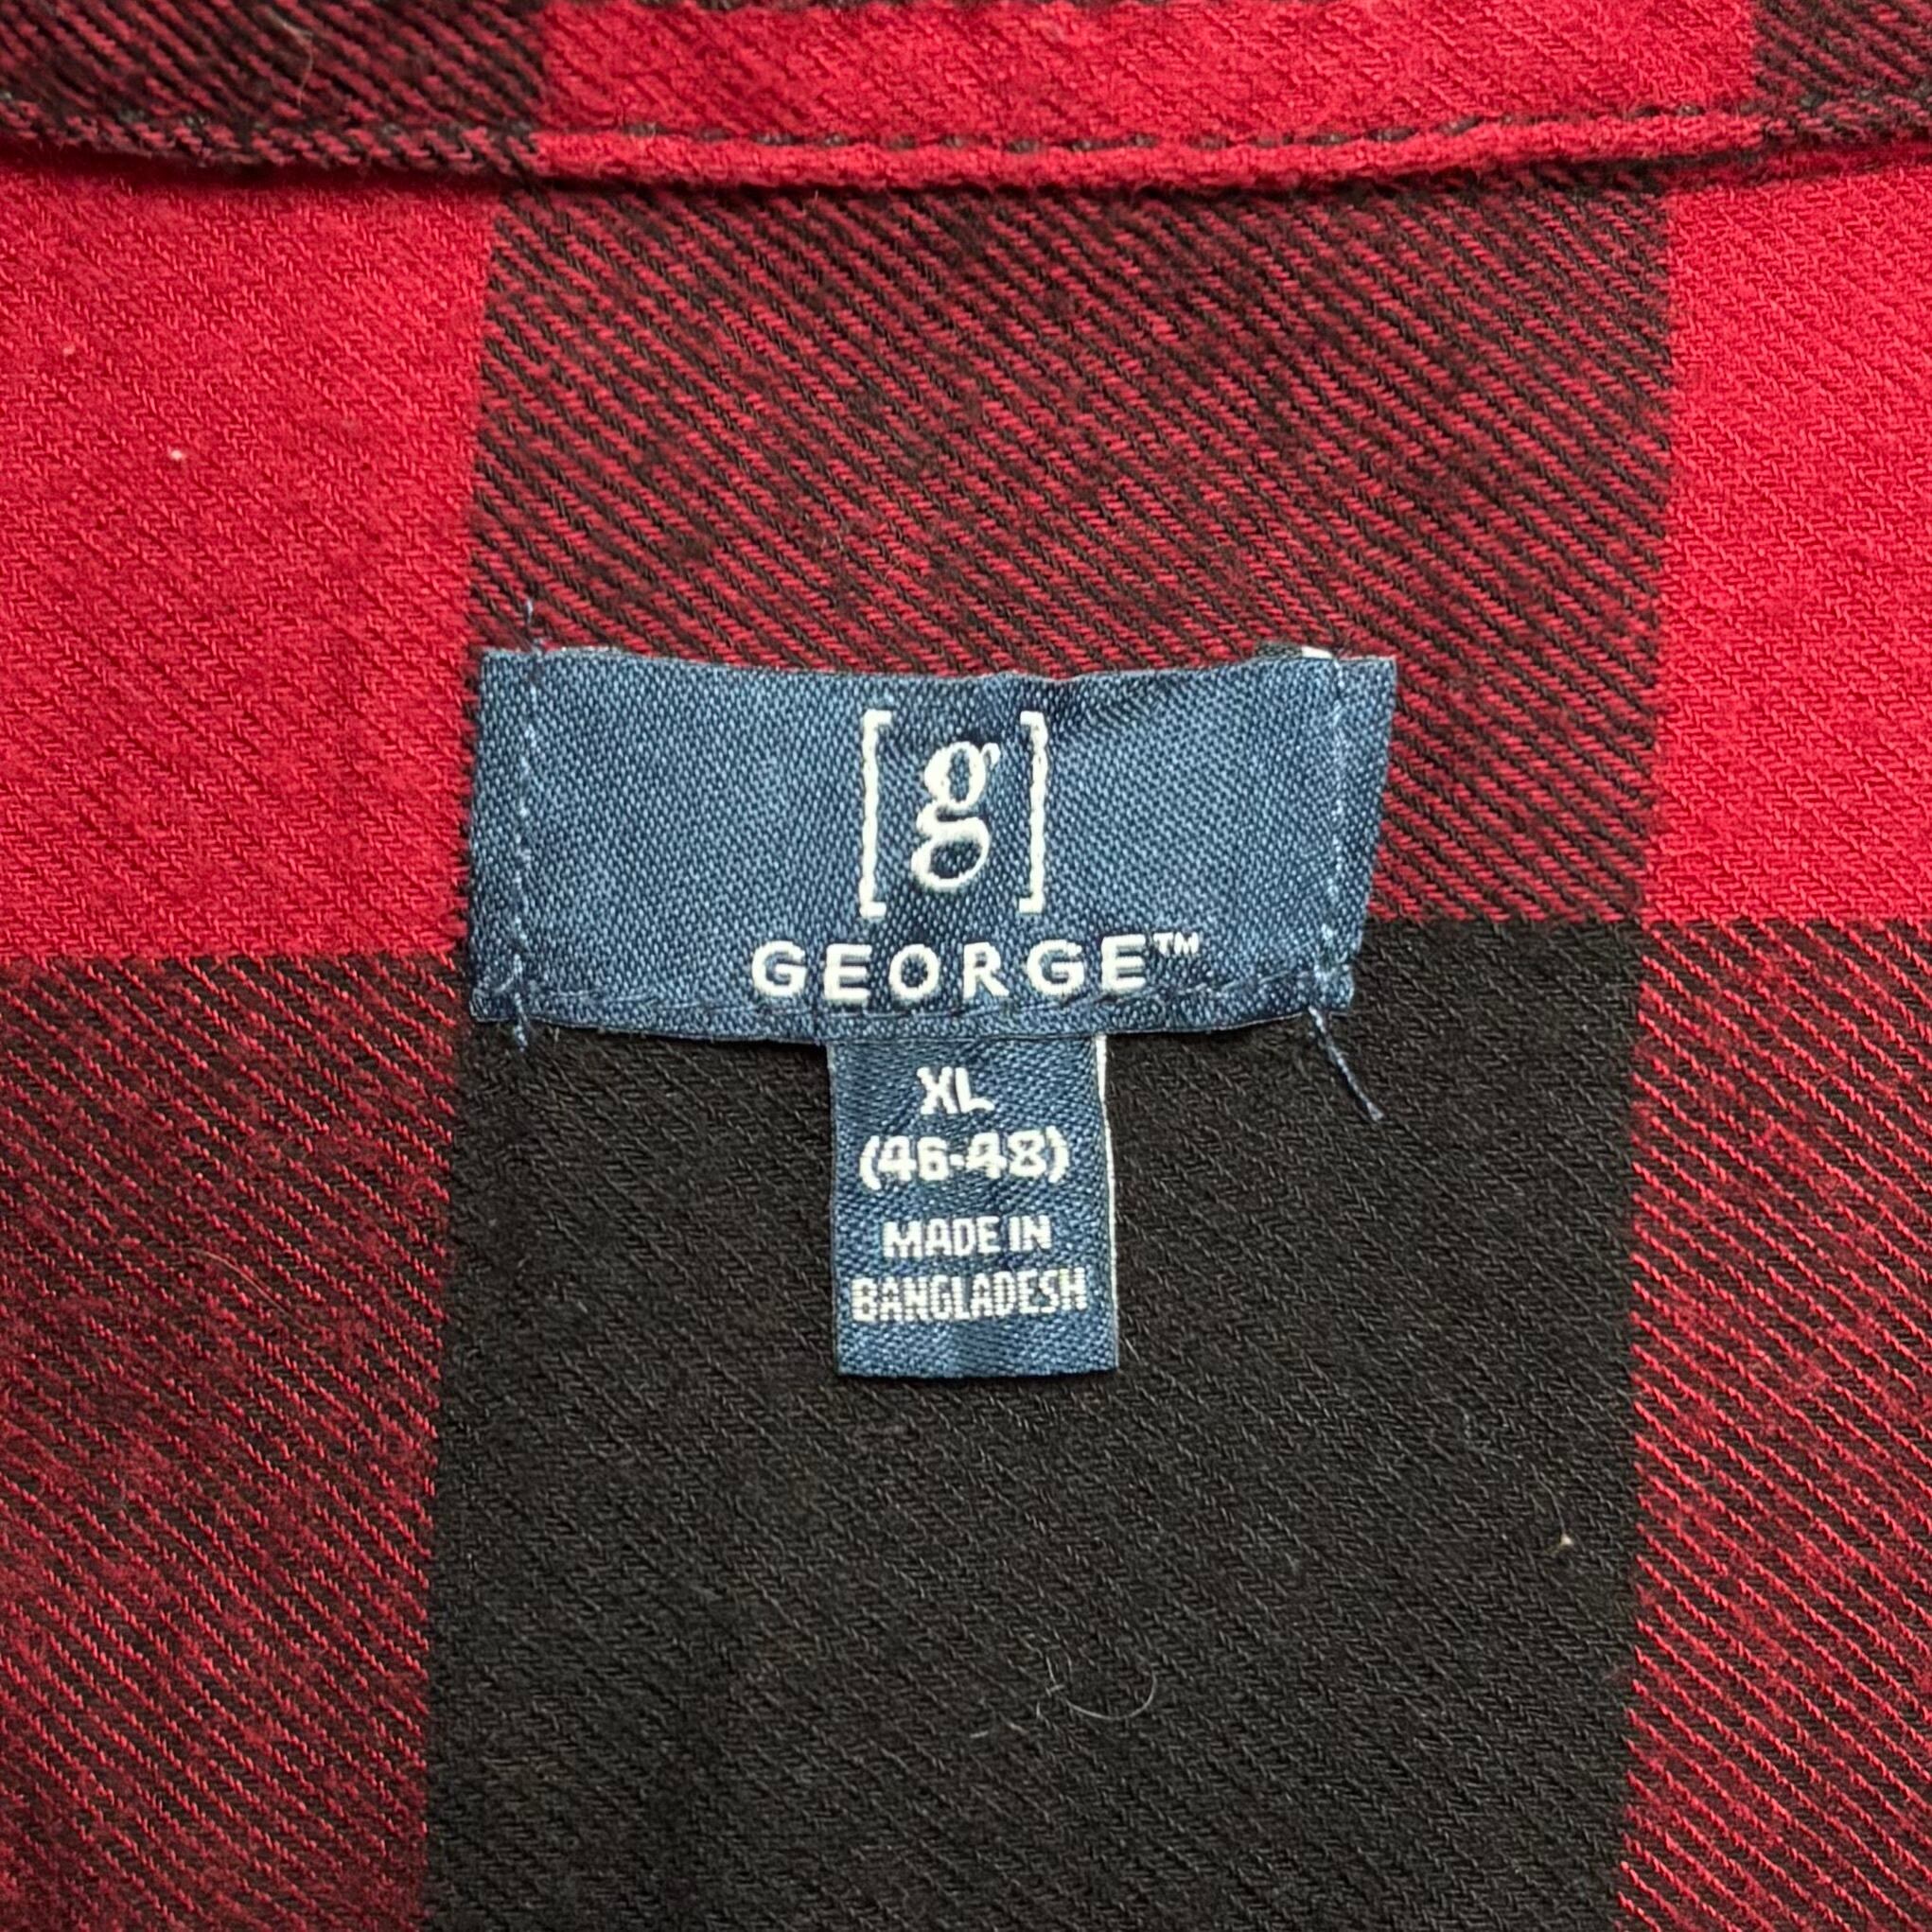 [g]
GEORGE™
XL
(46-48)
MADE IN
BANGLADESH